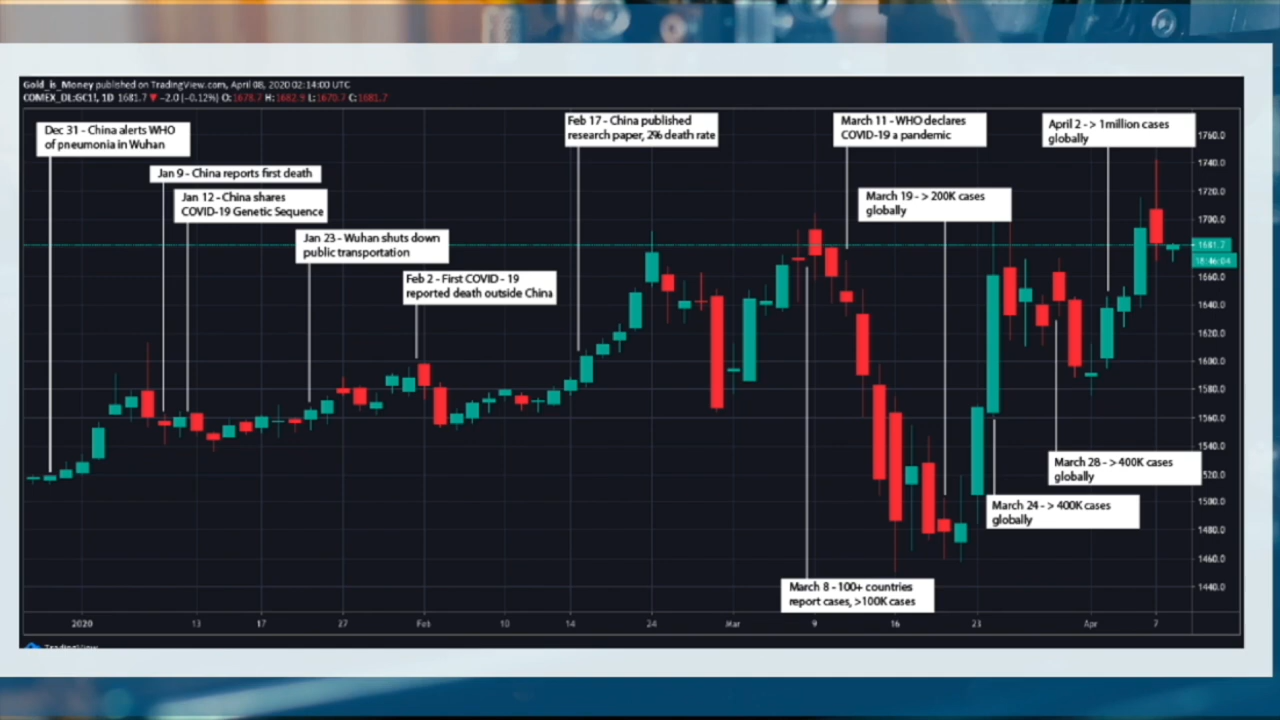 Gold_is_Money published on TradingView.com, April 08, 2020 02:14:00 UTC
COMEX_DL:GC1!, 1D 1681.7 ▼ −2.0 (−0.12%) O:1678.7 H:1682.9 L:1670.7 C:1681.7
Dec 31 - China alerts WHO
of pneumonia in Wuhan
Jan 9 - China reports first death
Jan 12 - China shares
COVID-19 Genetic Sequence
Jan 23 - Wuhan shuts down
public transportation
Feb 2 - First COVID - 19
reported death outside China
Feb 17 - China published
research paper, 2% death rate
March 11 - WHO declares
COVID-19 a pandemic
March 19 - > 200K cases
globally
April 2 - > 1million cases
globally
March 28 - > 400K cases
globally
March 24 - > 400K cases
globally
March 8 - 100+ countries
report cases, >100K cases
1760.0
1740.0
1720.0
1700.0
1681.7
18:46:04
1660.0
1640.0
1620.0
1600.0
1580.0
1560.0
1540.0
1520.0
1500.0
1480.0
1460.0
1440.0
2020 13 17 27 Feb 10 14 24 Mar 9 16 23 Apr 7
TradingView